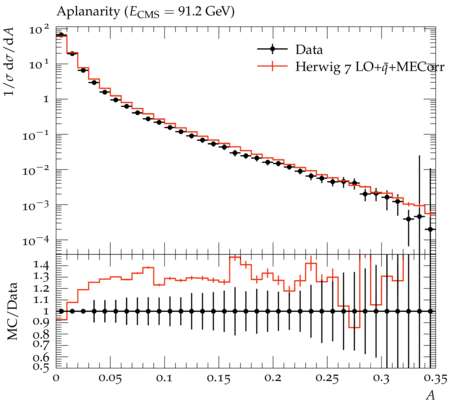 Aplanarity (E_CMS = 91.2 GeV)
1/σ dσ/dA
10²
10¹
1
10⁻¹
10⁻²
10⁻³
10⁻⁴
Data
Herwig 7 LO+q̃+MECorr
MC/Data
1.4
1.3
1.2
1.1
1
0.9
0.8
0.7
0.6
0.5
0 0.05 0.1 0.15 0.2 0.25 0.3 0.35
A